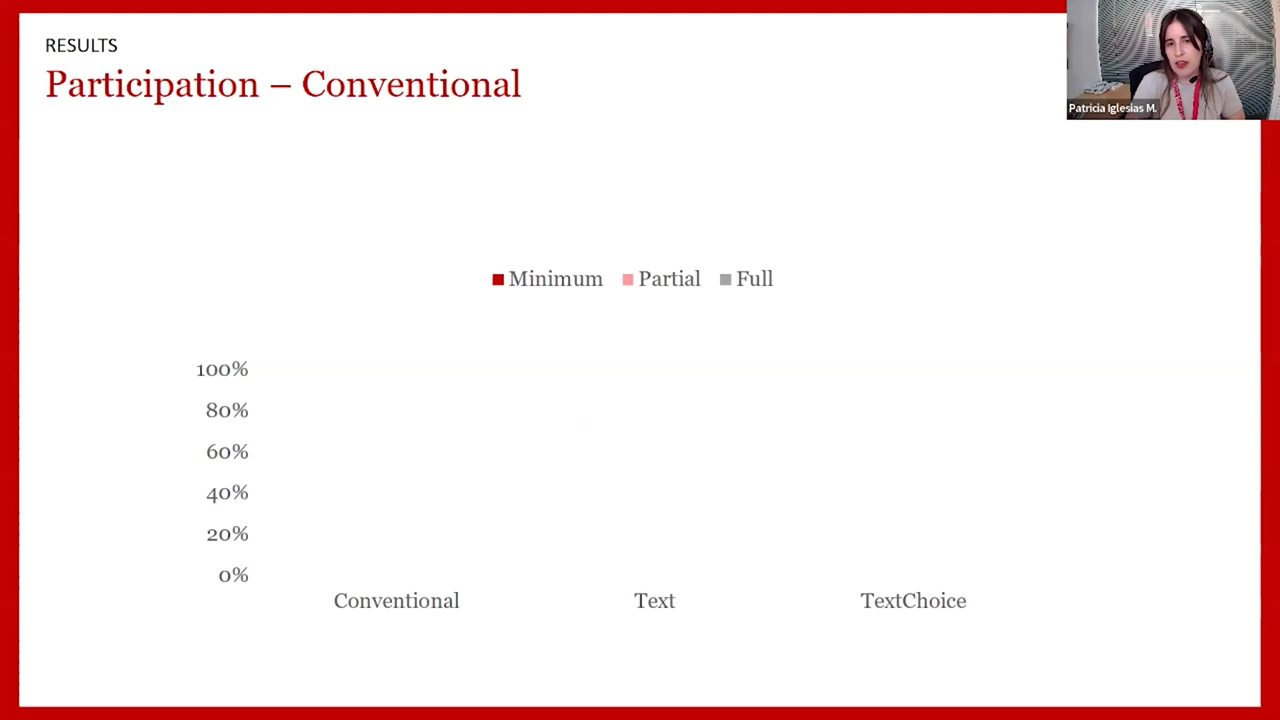 RESULTS
Participation – Conventional
Patricia Iglesias M.
Minimum Partial Full
100%
80%
60%
40%
20%
0%
Conventional Text TextChoice